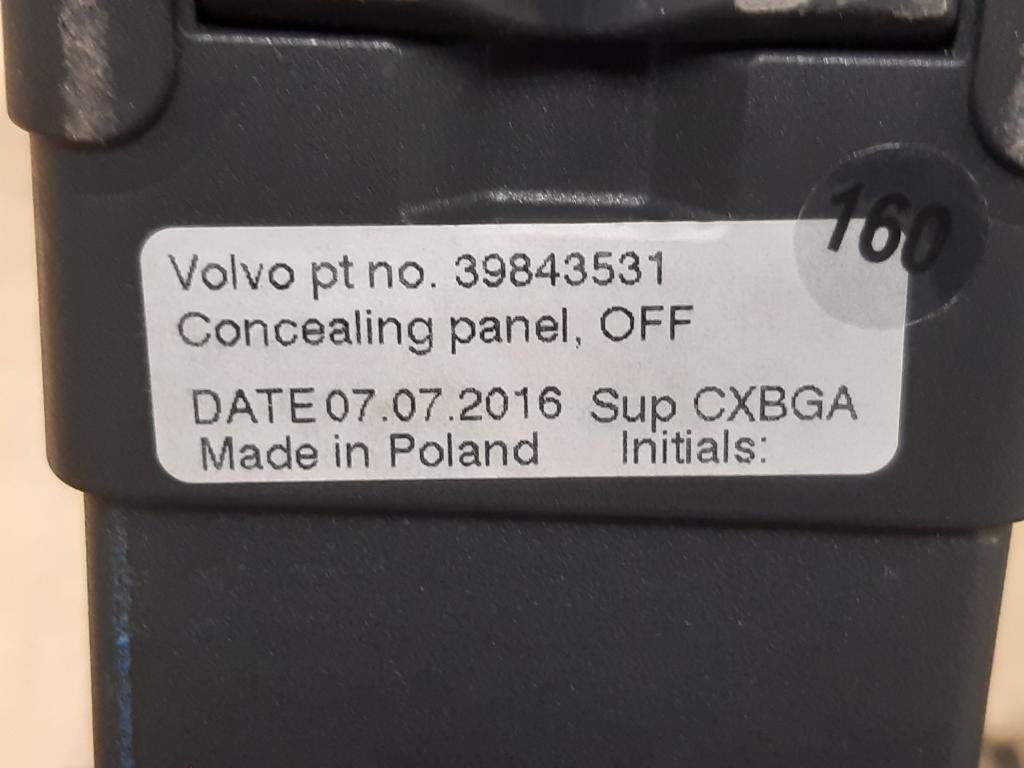 160
Volvo pt no. 39843531
Concealing panel, OFF
DATE 07.07.2016 Sup CXBGA
Made in Poland Initials: